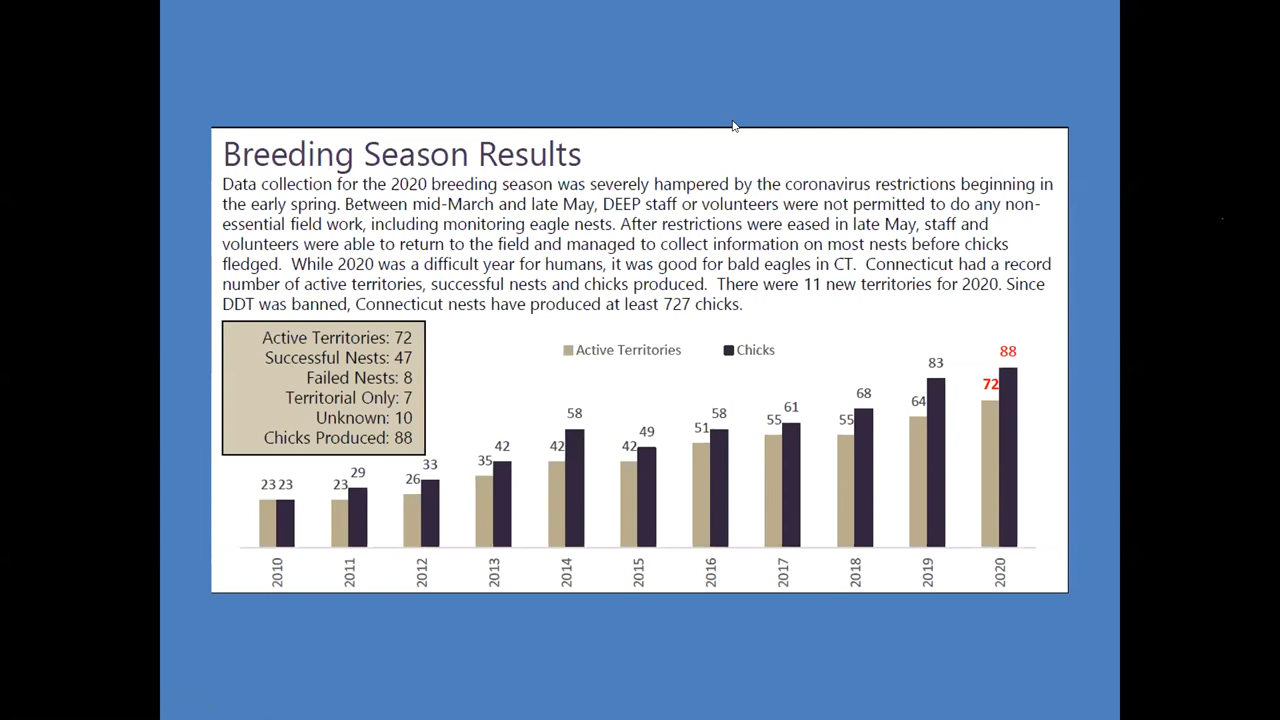 Breeding Season Results
Data collection for the 2020 breeding season was severely hampered by the coronavirus restrictions beginning in
the early spring. Between mid-March and late May, DEEP staff or volunteers were not permitted to do any non-
essential field work, including monitoring eagle nests. After restrictions were eased in late May, staff and
volunteers were able to return to the field and managed to collect information on most nests before chicks
fledged.  While 2020 was a difficult year for humans, it was good for bald eagles in CT.  Connecticut had a record
number of active territories, successful nests and chicks produced.  There were 11 new territories for 2020. Since
DDT was banned, Connecticut nests have produced at least 727 chicks.
Active Territories: 72
Successful Nests: 47
Failed Nests: 8
Territorial Only: 7
Unknown: 10
Chicks Produced: 88
Active Territories Chicks
23 23 23 29 26 33 35 42 42 58 42 49 51 58 55 61 55 68 64 83 72 88
2010 2011 2012 2013 2014 2015 2016 2017 2018 2019 2020